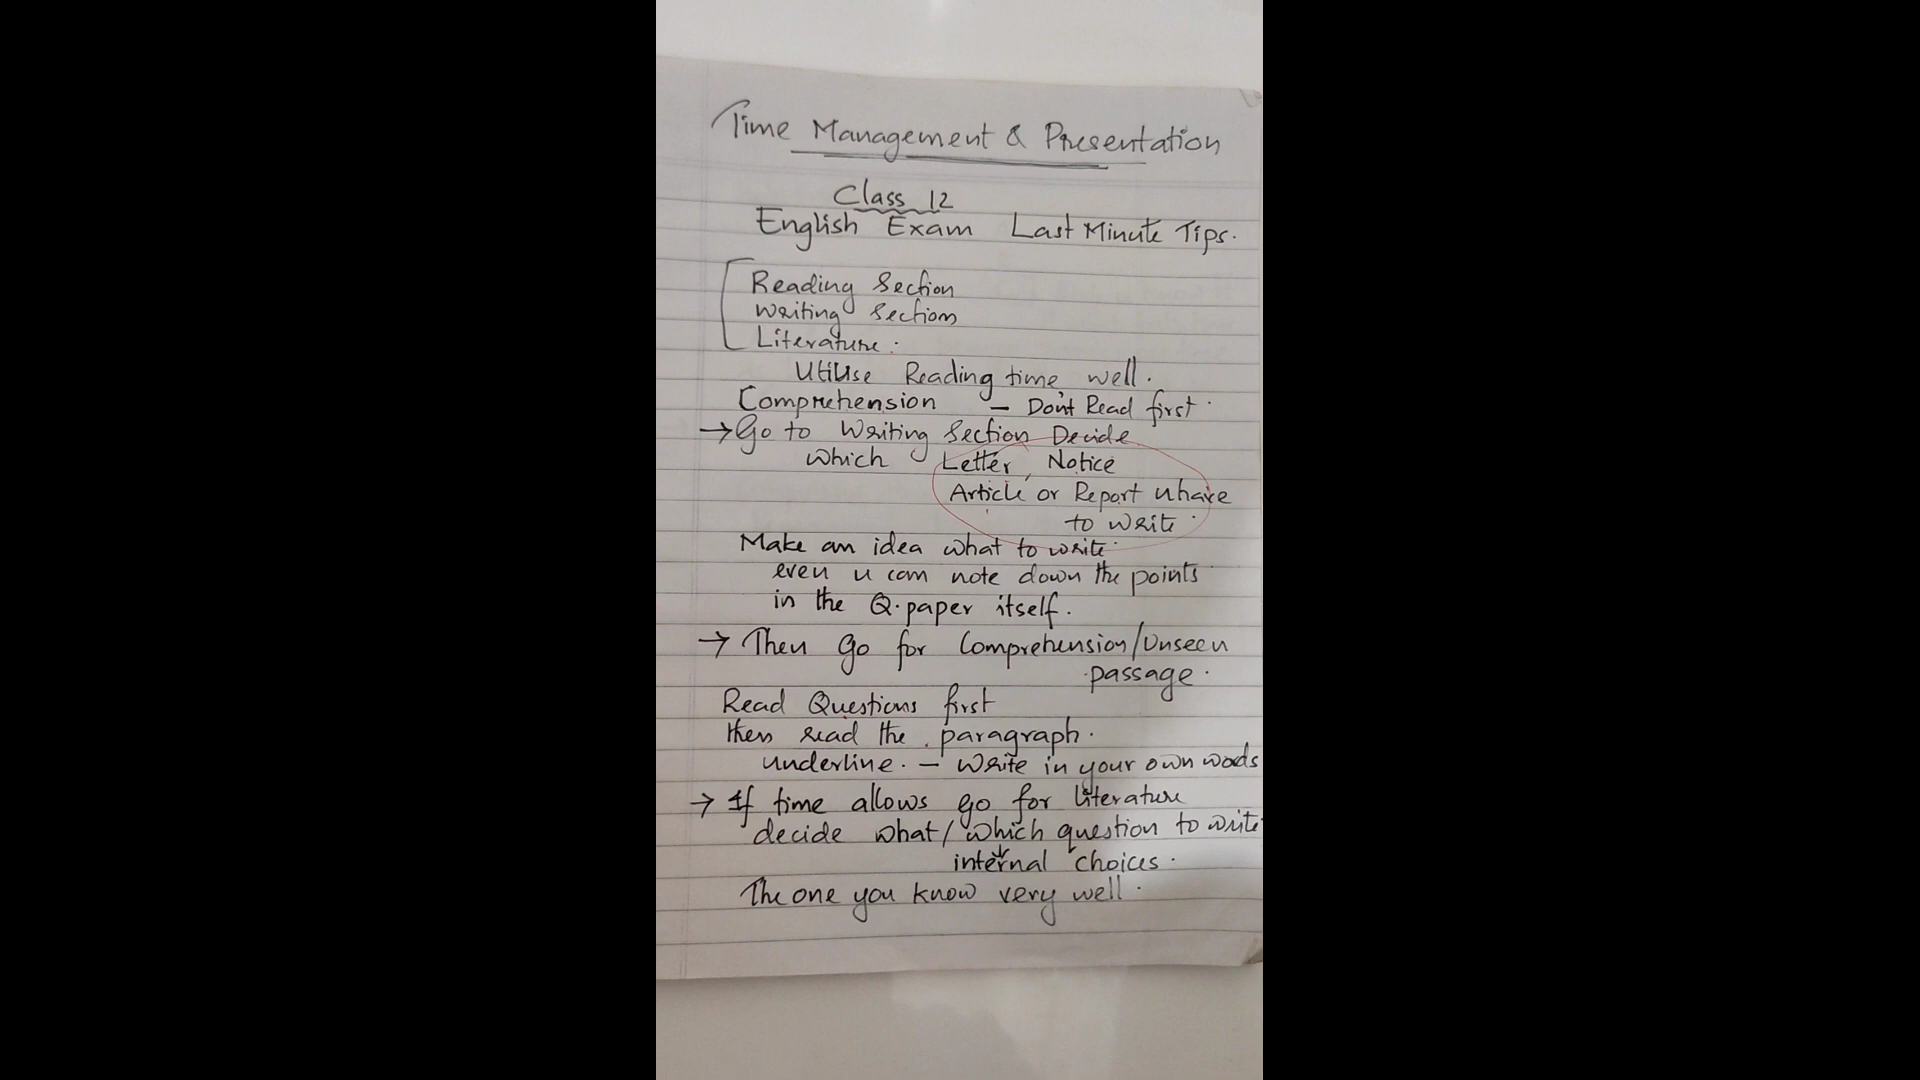 Time Management & Presentation
Class 12
English Exam Last Minute Tips.
Reading Section
Writing Section
Literature:
Utilise Reading time well.
Comprehension - Don't Read first.
→ Go to Writing Section Decide
which Letter, Notice
Article or Report u have
to write.
Make an idea what to write.
even u can note down the points
in the Q.paper itself.
→ Then Go for Comprehension/Unseen
passage.
Read Questions first
then read the paragraph.
underline. - Write in your own wods
→ If time allows go for literature
decide what/which question to write
internal choices.
The one you know very well.